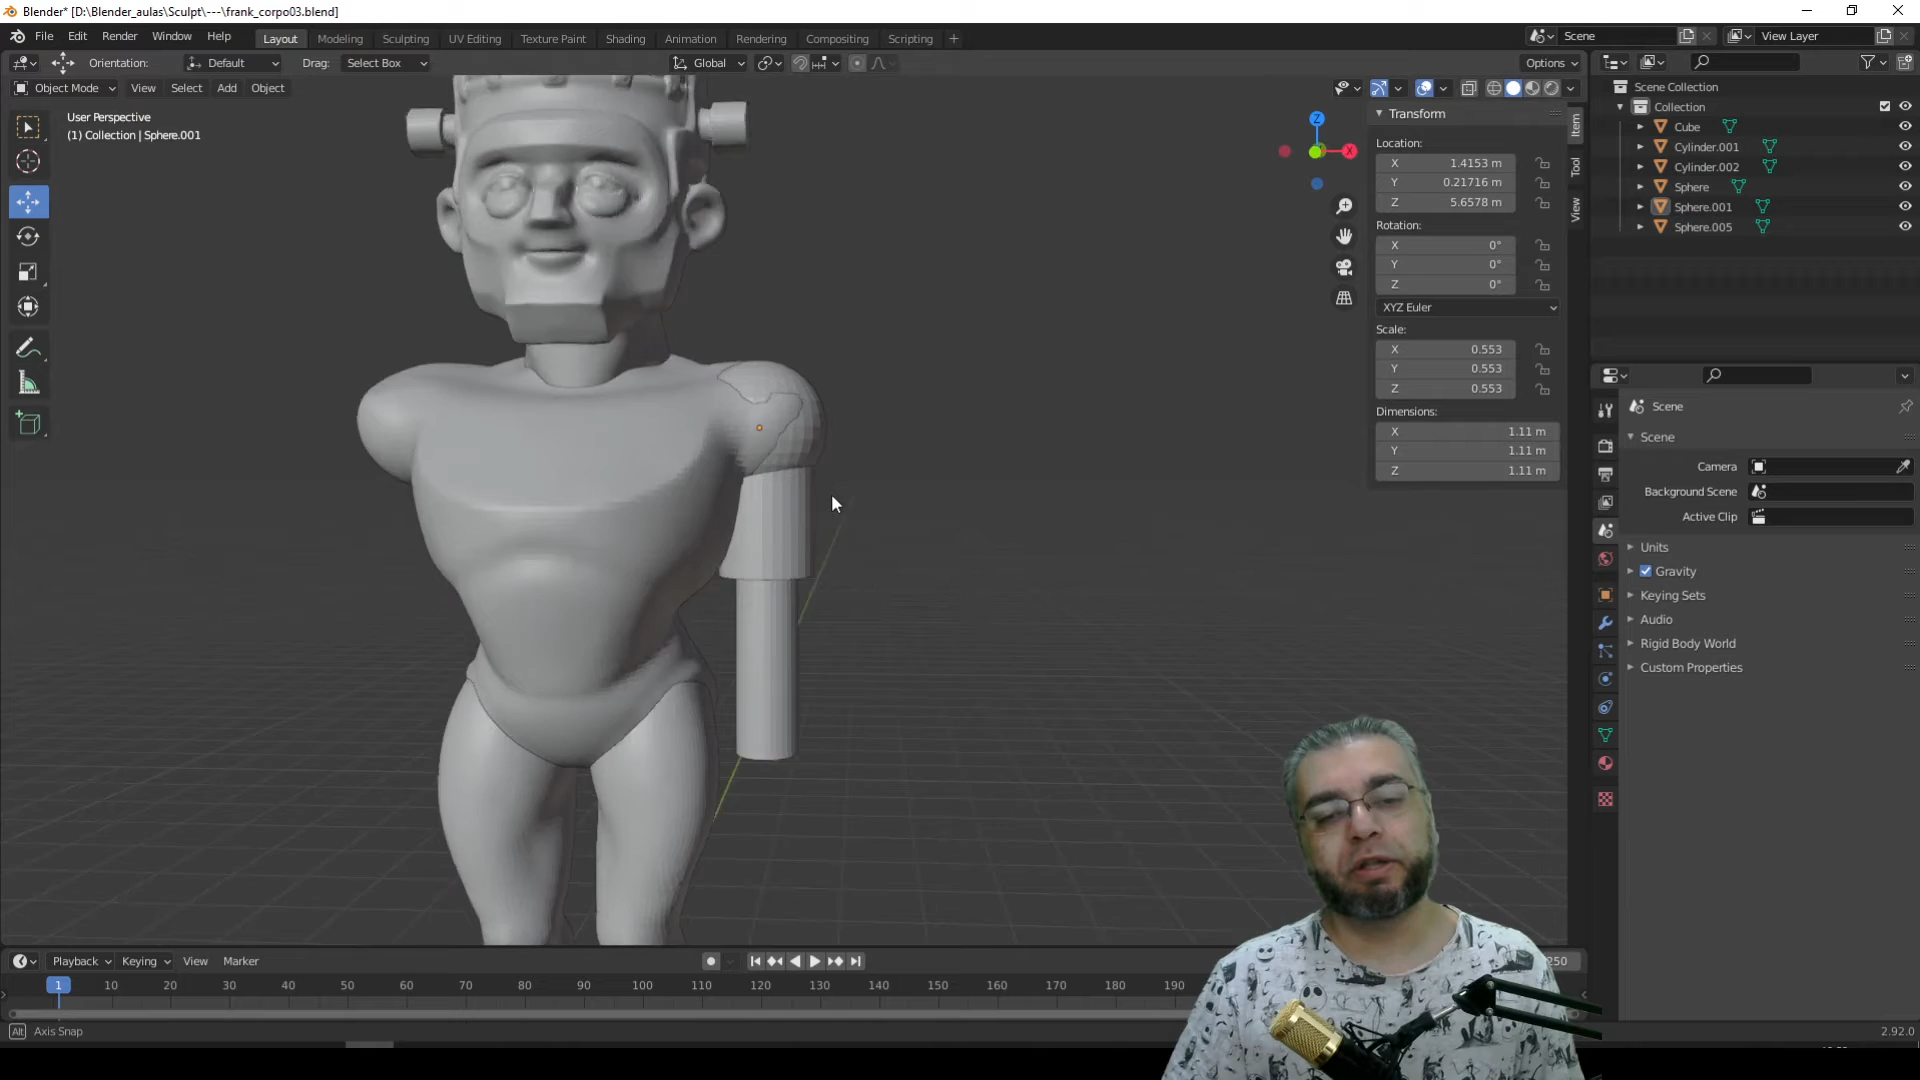 Blender* [D:\Blender_aulas\Sculpt\---\frank_corpo03.blend]
File Edit Render Window Help
Layout Modeling Sculpting UV Editing Texture Paint Shading Animation Rendering Compositing Scripting +
Scene
View Layer
Orientation: Default Drag: Select Box
Global
Options
Object Mode View Select Add Object
User Perspective
(1) Collection | Sphere.001
Z
X
Transform
Location:
X 1.4153 m
Y 0.21716 m
Z 5.6578 m
Rotation:
X 0°
Y 0°
Z 0°
XYZ Euler
Scale:
X 0.553
Y 0.553
Z 0.553
Dimensions:
X 1.11 m
Y 1.11 m
Z 1.11 m
Item
Tool
View
Scene Collection
Collection
Cube
Cylinder.001
Cylinder.002
Sphere
Sphere.001
Sphere.005
Scene
Scene
Camera
Background Scene
Active Clip
Units
Gravity
Keying Sets
Audio
Rigid Body World
Custom Properties
Playback Keying View Marker
250
1 10 20 30 40 50 60 70 80 90 100 110 120 130 140 150 160 170 180 190
Alt Axis Snap
2.92.0